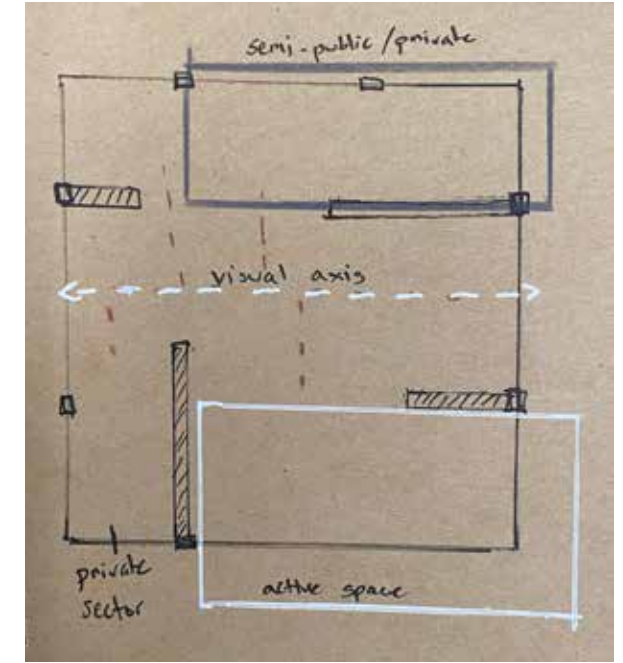 semi-public/private
visual axis
private
sector
active space